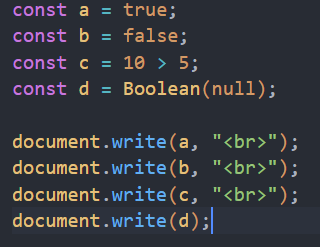 const a = true;
const b = false;
const c = 10 > 5;
const d = Boolean(null);
document.write(a, "<br>");
document.write(b, "<br>");
document.write(c, "<br>");
document.write(d);